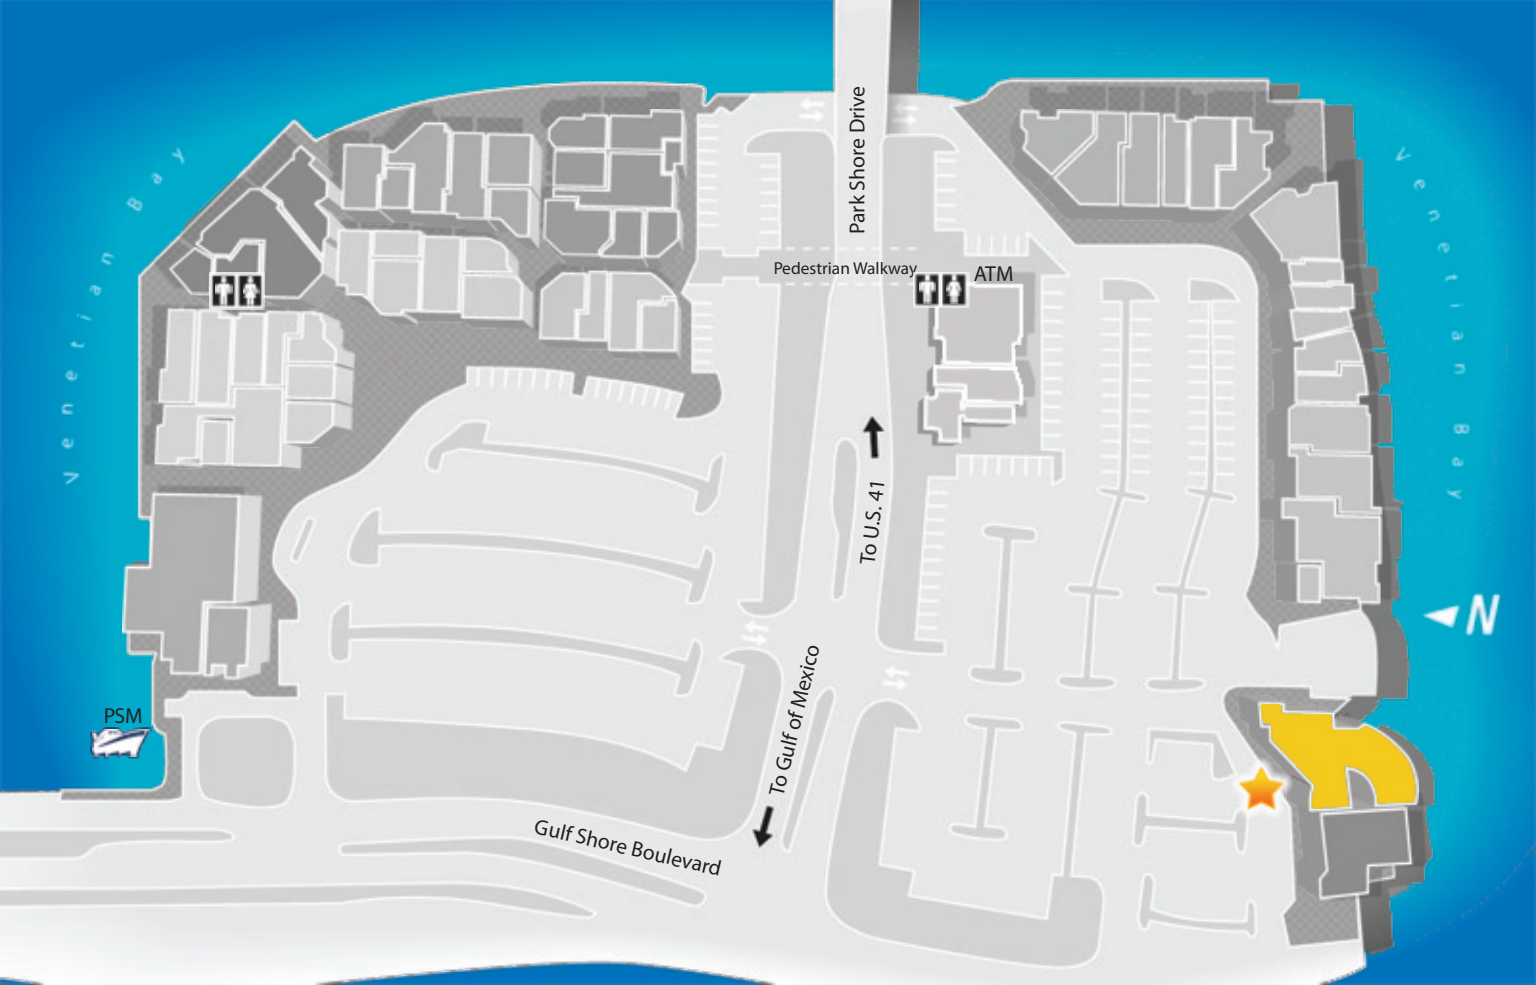 Park Shore Drive
Venetian Bay
Venetian Bay
Pedestrian Walkway
ATM
To U.S. 41
N
To Gulf of Mexico
PSM
Gulf Shore Boulevard